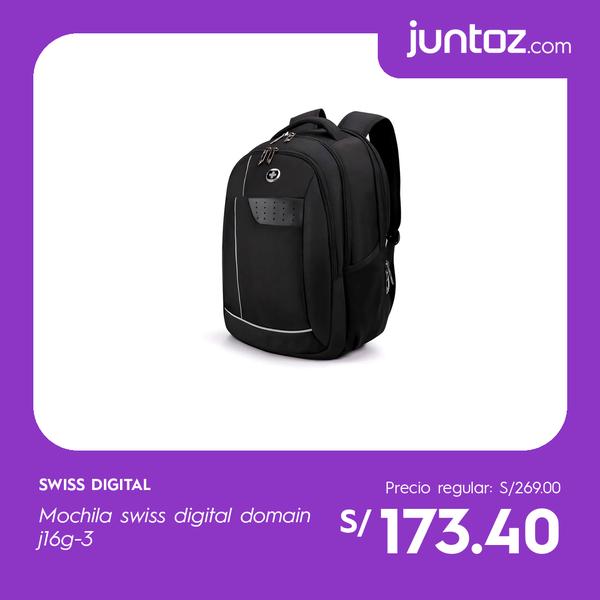 juntoz.com
SWISS DIGITAL
Mochila swiss digital domain
j16g-3
Precio regular: S/269.00
S/173.40